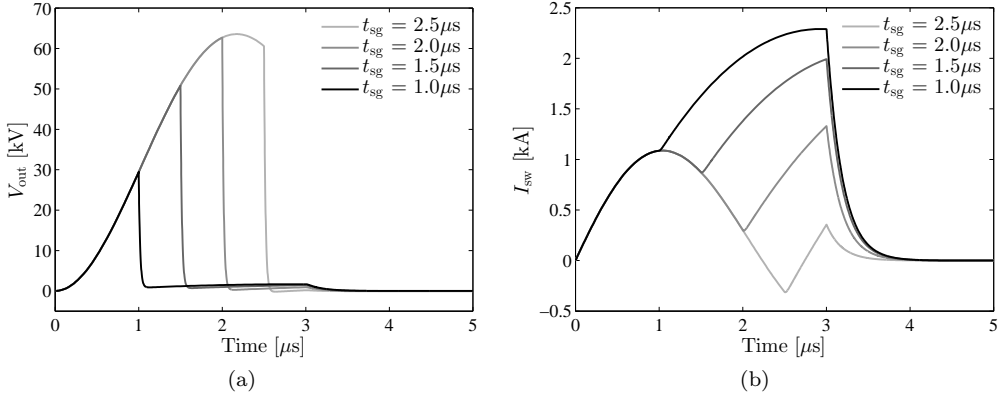 70
60
50
40
30
20
10
0
V_out [kV]
t_sg = 2.5μs
t_sg = 2.0μs
t_sg = 1.5μs
t_sg = 1.0μs
0 1 2 3 4 5
Time [μs]
(a)
2.5
2
1.5
1
0.5
0
−0.5
I_sw [kA]
t_sg = 2.5μs
t_sg = 2.0μs
t_sg = 1.5μs
t_sg = 1.0μs
0 1 2 3 4 5
Time [μs]
(b)